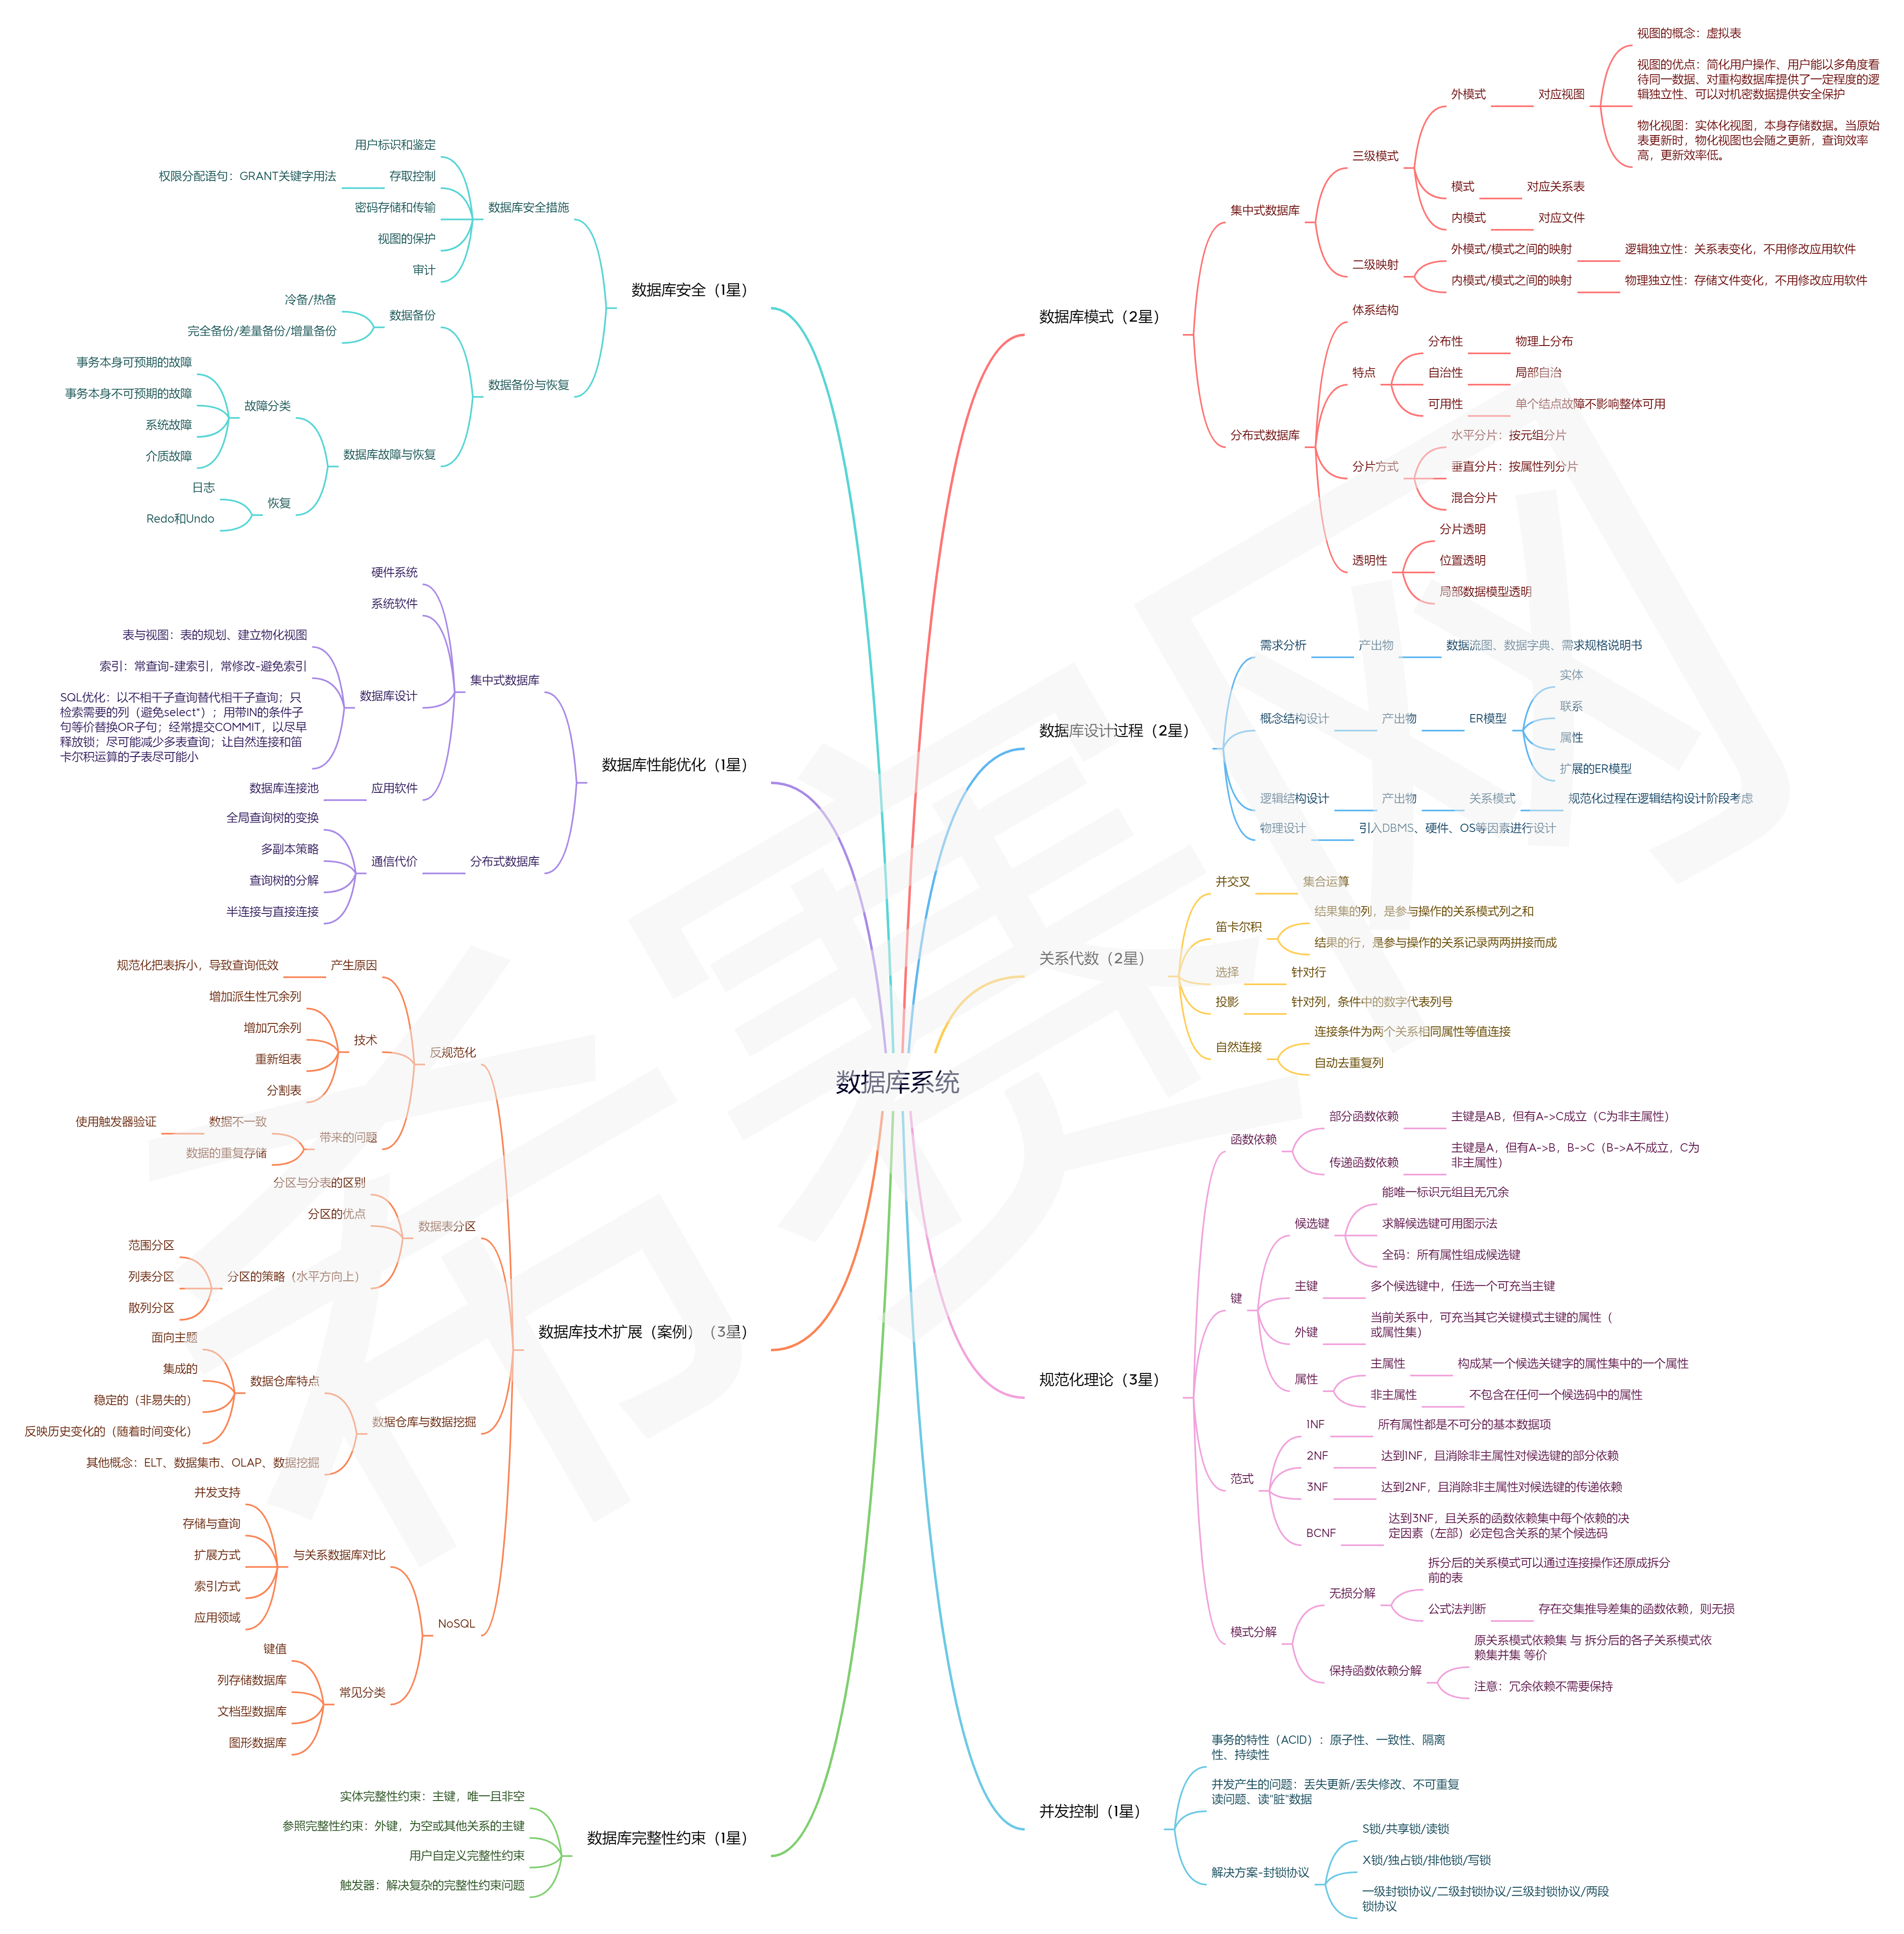 数据库系统
数据库模式（2星）
集中式数据库
三级模式
外模式
对应视图
视图的概念：虚拟表
视图的优点：简化用户操作、用户能以多角度看
待同一数据、对重构数据库提供了一定程度的逻
辑独立性、可以对机密数据提供安全保护
物化视图：实体化视图，本身存储数据。当原始
表更新时，物化视图也会随之更新，查询效率
高，更新效率低。
模式
对应关系表
内模式
对应文件
二级映射
外模式/模式之间的映射
逻辑独立性：关系表变化，不用修改应用软件
内模式/模式之间的映射
物理独立性：存储文件变化，不用修改应用软件
分布式数据库
体系结构
特点
分布性
物理上分布
自治性
局部自治
可用性
单个结点故障不影响整体可用
分片方式
水平分片：按元组分片
垂直分片：按属性列分片
混合分片
透明性
分片透明
位置透明
局部数据模型透明
数据库设计过程（2星）
需求分析
产出物
数据流图、数据字典、需求规格说明书
概念结构设计
产出物
ER模型
实体
联系
属性
扩展的ER模型
逻辑结构设计
产出物
关系模式
规范化过程在逻辑结构设计阶段考虑
物理设计
引入DBMS、硬件、OS等因素进行设计
关系代数（2星）
并交叉
集合运算
笛卡尔积
结果集的列，是参与操作的关系模式列之和
结果的行，是参与操作的关系记录两两拼接而成
选择
针对行
投影
针对列，条件中的数字代表列号
自然连接
连接条件为两个关系相同属性等值连接
自动去重复列
规范化理论（3星）
函数依赖
部分函数依赖
主键是AB，但有A->C成立（C为非主属性）
传递函数依赖
主键是A，但有A->B，B->C（B->A不成立，C为
非主属性）
键
候选键
能唯一标识元组且无冗余
求解候选键可用图示法
全码：所有属性组成候选键
主键
多个候选键中，任选一个可充当主键
外键
当前关系中，可充当其它关键模式主键的属性（
或属性集）
属性
主属性
构成某一个候选关键字的属性集中的一个属性
非主属性
不包含在任何一个候选码中的属性
范式
1NF
所有属性都是不可分的基本数据项
2NF
达到1NF，且消除非主属性对候选键的部分依赖
3NF
达到2NF，且消除非主属性对候选键的传递依赖
BCNF
达到3NF，且关系的函数依赖集中每个依赖的决
定因素（左部）必定包含关系的某个候选码
模式分解
无损分解
拆分后的关系模式可以通过连接操作还原成拆分
前的表
公式法判断
存在交集推导差集的函数依赖，则无损
保持函数依赖分解
原关系模式依赖集 与 拆分后的各子关系模式依
赖集并集 等价
注意：冗余依赖不需要保持
并发控制（1星）
事务的特性（ACID）：原子性、一致性、隔离
性、持续性
并发产生的问题：丢失更新/丢失修改、不可重复
读问题、读“脏”数据
解决方案-封锁协议
S锁/共享锁/读锁
X锁/独占锁/排他锁/写锁
一级封锁协议/二级封锁协议/三级封锁协议/两段
锁协议
数据库安全（1星）
数据库安全措施
用户标识和鉴定
存取控制
权限分配语句：GRANT关键字用法
密码存储和传输
视图的保护
审计
数据备份与恢复
数据备份
冷备/热备
完全备份/差量备份/增量备份
数据库故障与恢复
故障分类
事务本身可预期的故障
事务本身不可预期的故障
系统故障
介质故障
恢复
日志
Redo和Undo
数据库性能优化（1星）
集中式数据库
硬件系统
系统软件
数据库设计
表与视图：表的规划、建立物化视图
索引：常查询-建索引，常修改-避免索引
SQL优化：以不相干子查询替代相干子查询；只
检索需要的列（避免select*）；用带IN的条件子
句等价替换OR子句；经常提交COMMIT，以尽早
释放锁；尽可能减少多表查询；让自然连接和笛
卡尔积运算的子表尽可能小
应用软件
数据库连接池
分布式数据库
通信代价
全局查询树的变换
多副本策略
查询树的分解
半连接与直接连接
数据库技术扩展（案例）（3星）
反规范化
产生原因
规范化把表拆小，导致查询低效
技术
增加派生性冗余列
增加冗余列
重新组表
分割表
带来的问题
数据不一致
使用触发器验证
数据的重复存储
数据表分区
分区与分表的区别
分区的优点
分区的策略（水平方向上）
范围分区
列表分区
散列分区
数据仓库与数据挖掘
数据仓库特点
面向主题
集成的
稳定的（非易失的）
反映历史变化的（随着时间变化）
其他概念：ELT、数据集市、OLAP、数据挖掘
NoSQL
与关系数据库对比
并发支持
存储与查询
扩展方式
索引方式
应用领域
常见分类
键值
列存储数据库
文档型数据库
图形数据库
数据库完整性约束（1星）
实体完整性约束：主键，唯一且非空
参照完整性约束：外键，为空或其他关系的主键
用户自定义完整性约束
触发器：解决复杂的完整性约束问题
希赛网